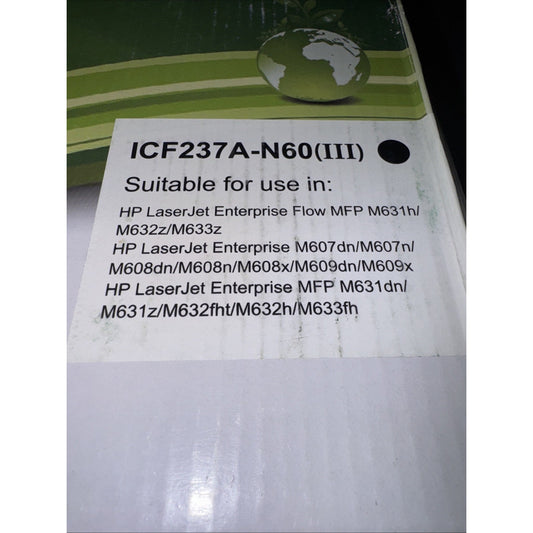 ICF237A-N60(III)
Suitable for use in:
HP LaserJet Enterprise Flow MFP M631h/
M632z/M633z
HP LaserJet Enterprise M607dn/M607n/
M608dn/M608n/M608x/M609dn/M609x
HP LaserJet Enterprise MFP M631dn/
M631z/M632fht/M632h/M633fh